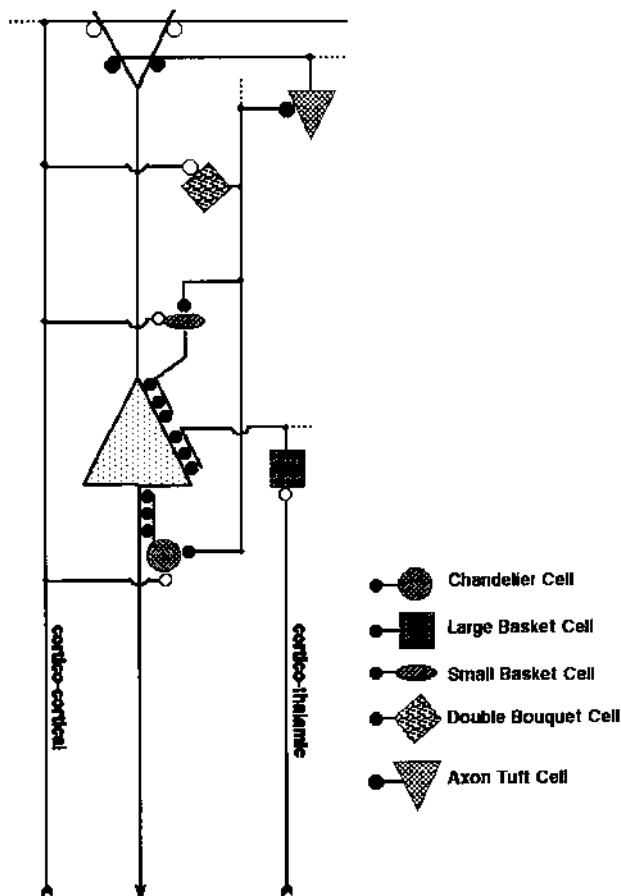 cortico-cortical
cortico-thalamic
Chandelier Cell
Large Basket Cell
Small Basket Cell
Double Bouquet Cell
Axon Tuft Cell